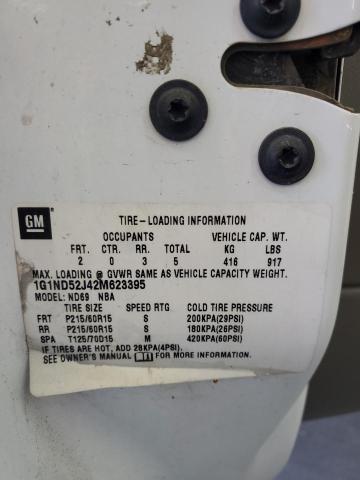 GM
TIRE-LOADING INFORMATION
OCCUPANTS VEHICLE CAP. WT.
FRT. CTR. RR. TOTAL KG LBS
2 0 3 5 416 917
MAX. LOADING @ GVWR SAME AS VEHICLE CAPACITY WEIGHT.
1G1ND52J42M623395
MODEL: ND69 NBA
TIRE SIZE SPEED RTG COLD TIRE PRESSURE
FRT P215/60R15 S 200KPA(29PSI)
RR P215/60R15 S 180KPA(26PSI)
SPA T125/70D15 M 420KPA(60PSI)
IF TIRES ARE HOT, ADD 28KPA(4PSI).
SEE OWNER'S MANUAL FOR MORE INFORMATION.